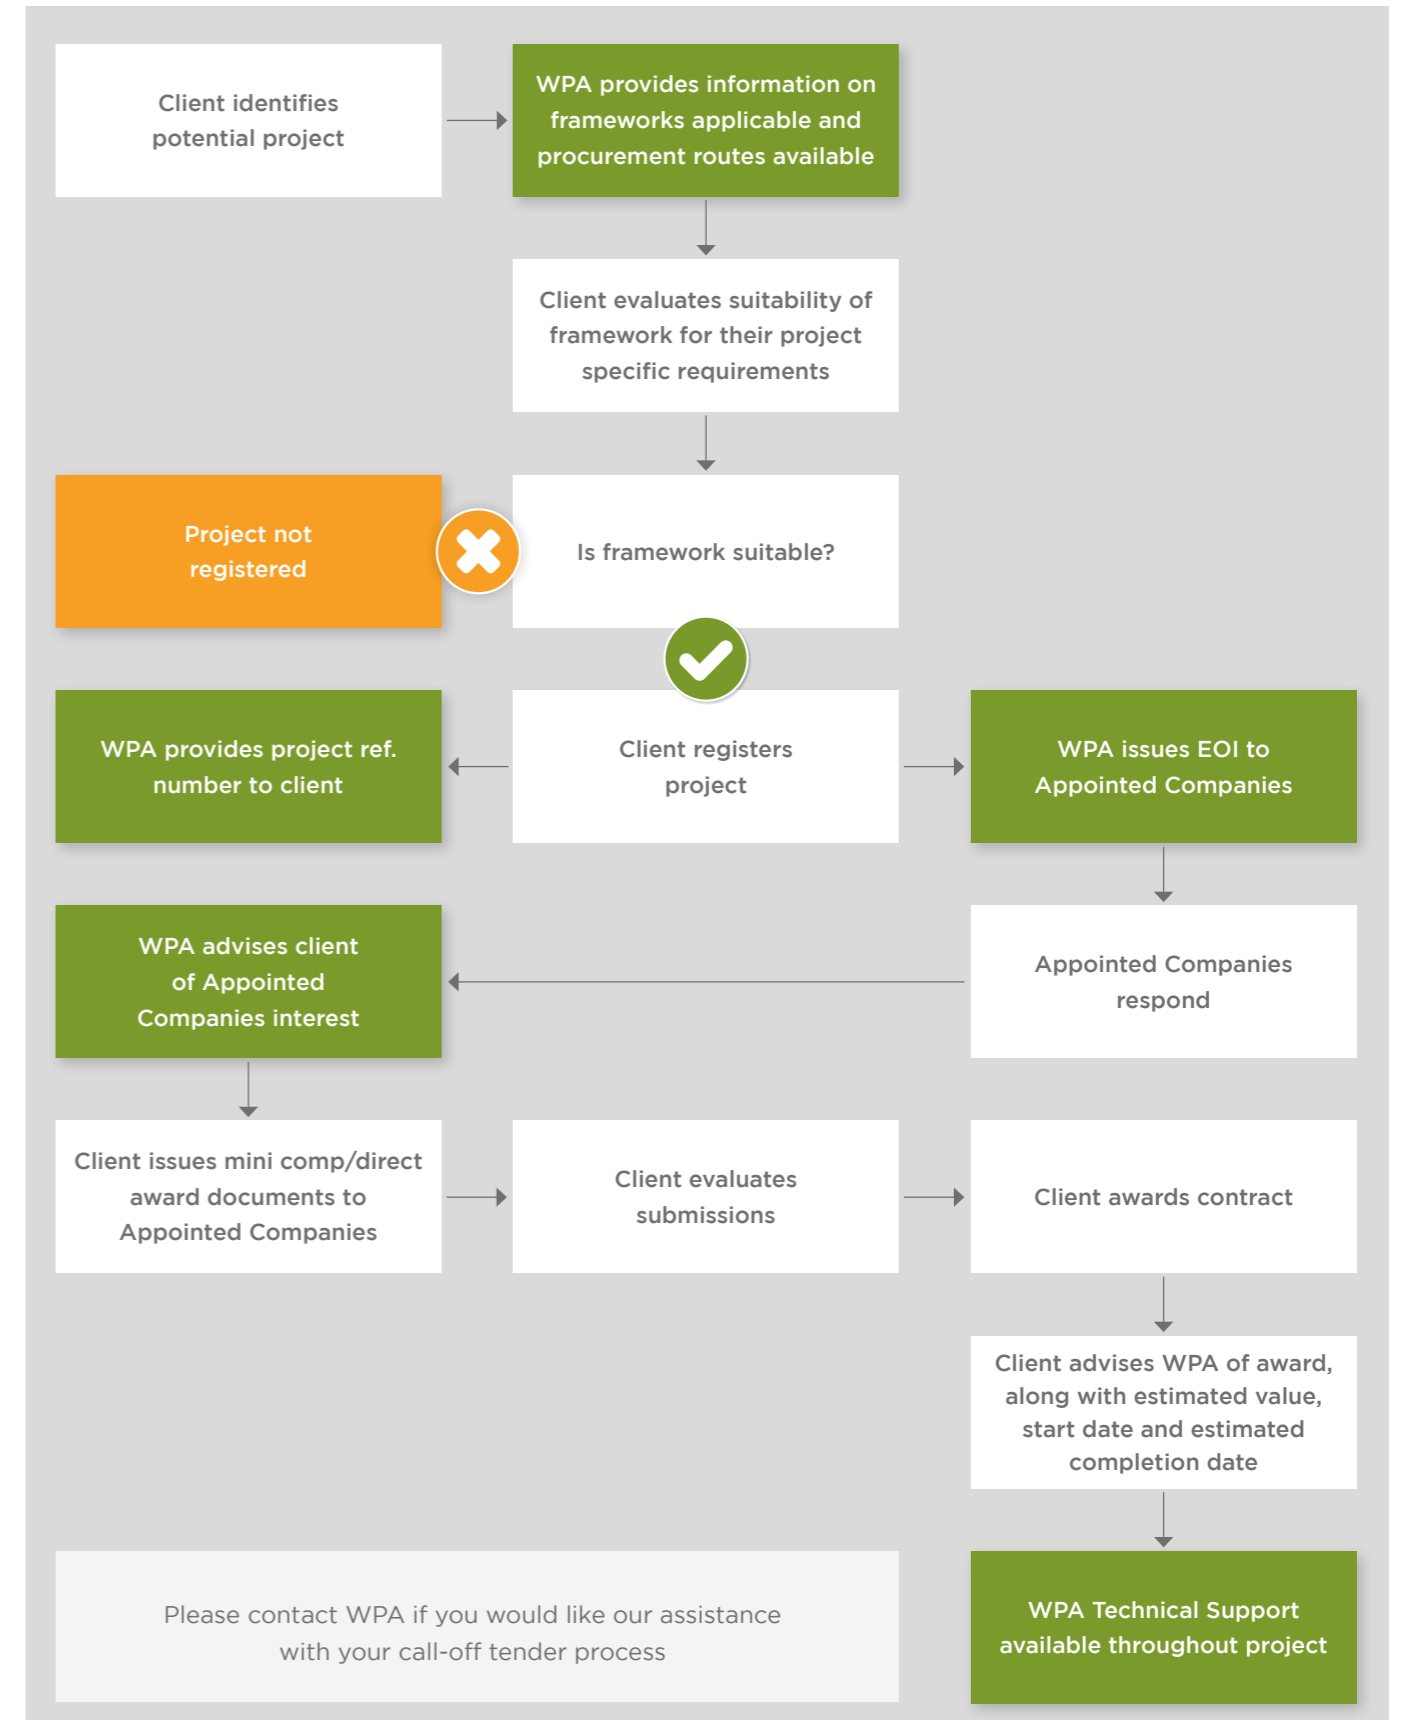 Client identifies
potential project
WPA provides information on
frameworks applicable and
procurement routes available
Client evaluates suitability of
framework for their project
specific requirements
Project not
registered
Is framework suitable?
WPA provides project ref.
number to client
Client registers
project
WPA issues EOI to
Appointed Companies
WPA advises client
of Appointed
Companies interest
Appointed Companies
respond
Client issues mini comp/direct
award documents to
Appointed Companies
Client evaluates
submissions
Client awards contract
Client advises WPA of award,
along with estimated value,
start date and estimated
completion date
Please contact WPA if you would like our assistance
with your call-off tender process
WPA Technical Support
available throughout project